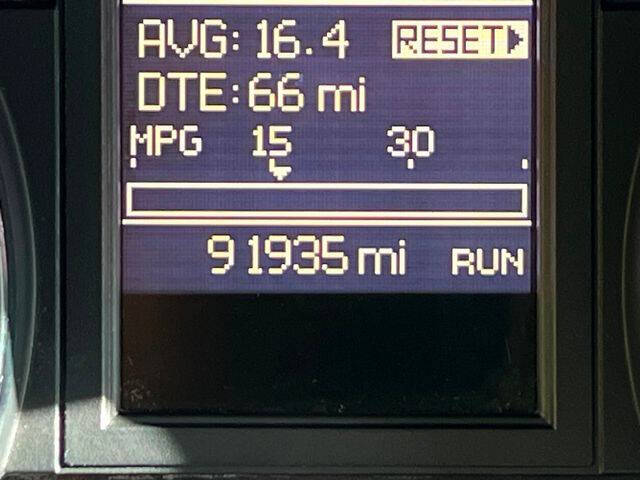 AVG: 16.4 RESET
DTE: 66 mi
MPG 15 30
91935 mi RUN